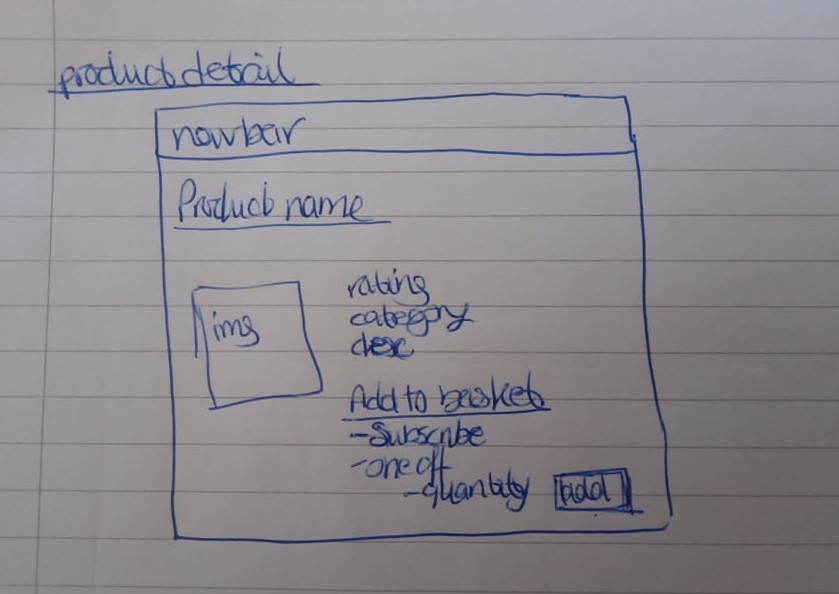 product detail
navbar
Product name
img
rating
category
desc
Add to basket
-Subscribe
-one off
-quantity add